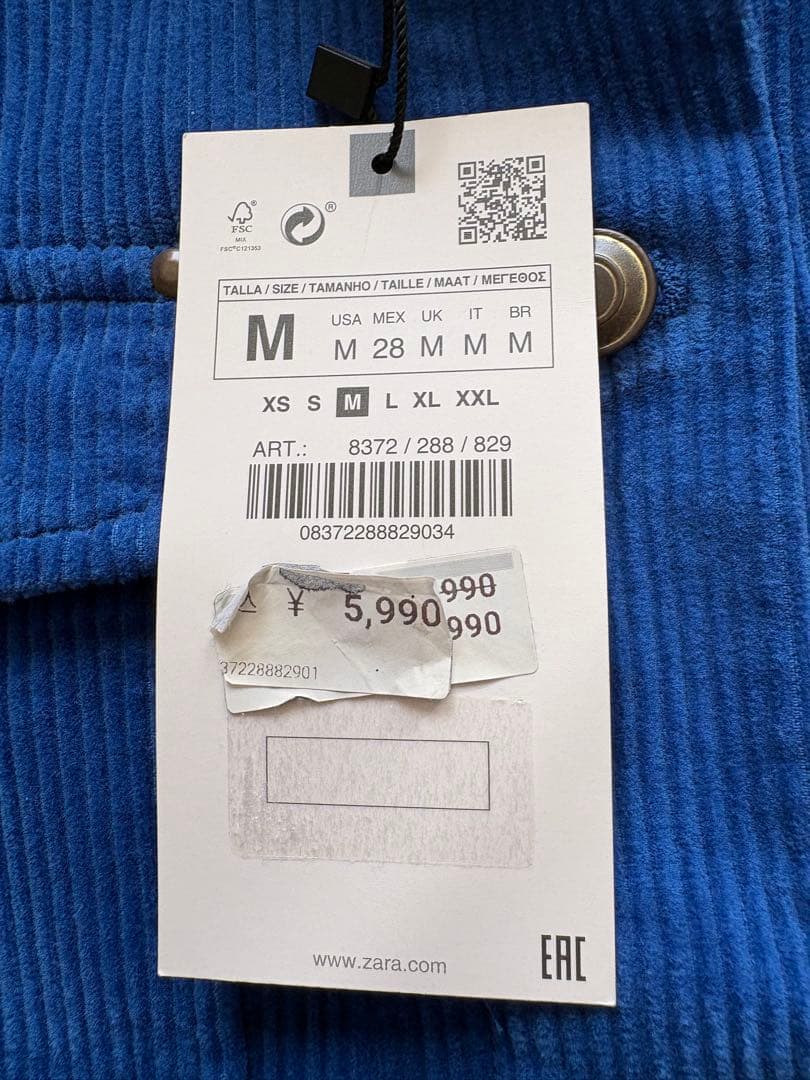 FSC®
MIX
FSC®C121353
®
TALLA / SIZE / TAMANHO / TAILLE / MAAT / ΜΕΓΕΘΟΣ
M
USA MEX UK IT BR
M 28 M M M
XS S M L XL XXL
ART.: 8372 / 288 / 829
08372288829034
990
¥ 5,990
990
37228882901
www.zara.com
EAC